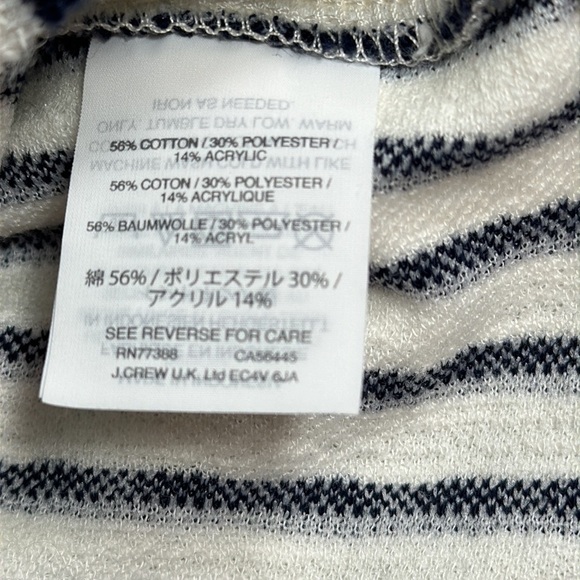 56% COTTON / 30% POLYESTER /
14% ACRYLIC
56% COTON / 30% POLYESTER /
14% ACRYLIQUE
56% BAUMWOLLE / 30% POLYESTER /
14% ACRYL
綿 56% / ポリエステル 30% /
アクリル 14%
SEE REVERSE FOR CARE
RN77388 CA56445
J.CREW U.K. Ltd EC4V 6JA